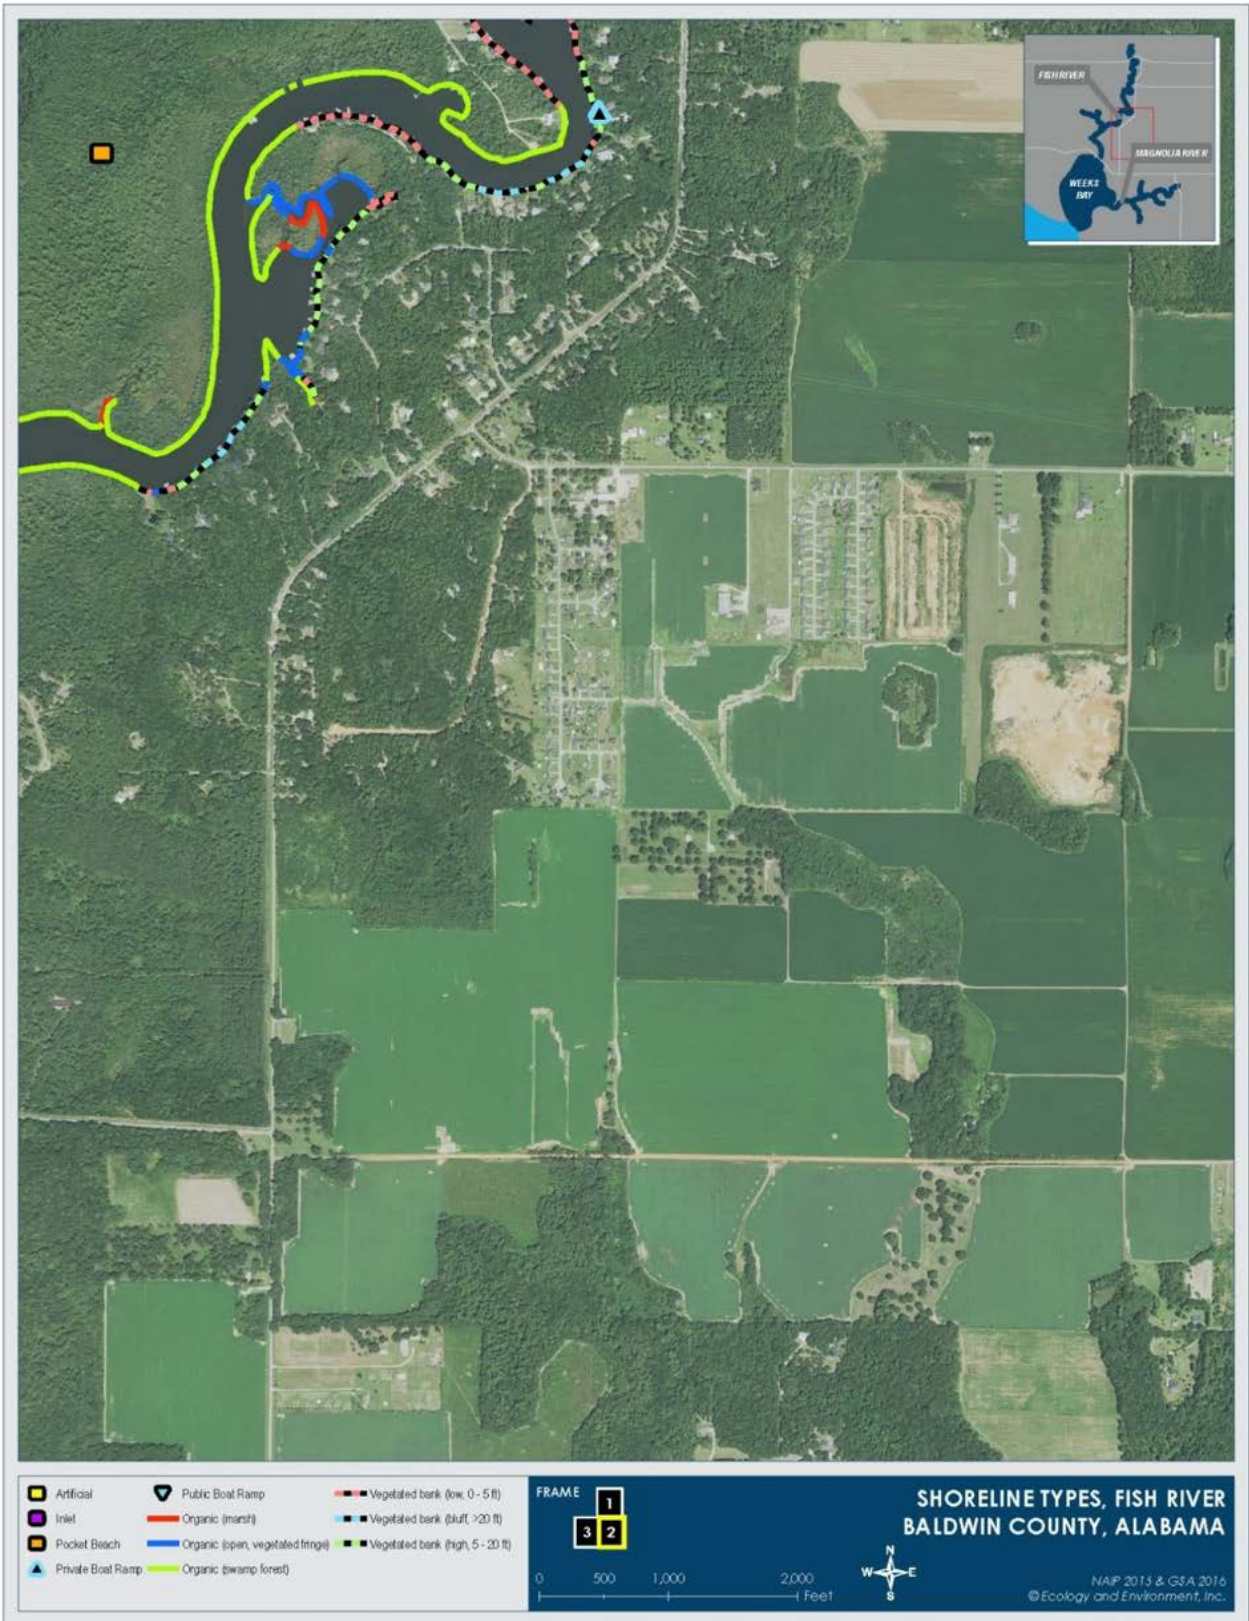 FISH RIVER
MAGNOLIA RIVER
WEEKS
BAY
Artificial
Inlet
Pocket Beach
Private Boat Ramp
Public Boat Ramp
Organic (marsh)
Organic (open, vegetated fringe)
Organic (swamp forest)
Vegetated bank (low, 0 - 5 ft)
Vegetated bank (bluff, >20 ft)
Vegetated bank (high, 5 - 20 ft)
FRAME
1
3 2
0 500 1,000 2,000
Feet
N
W E
S
SHORELINE TYPES, FISH RIVER
BALDWIN COUNTY, ALABAMA
NAIP 2015 & GSA 2016
© Ecology and Environment, Inc.